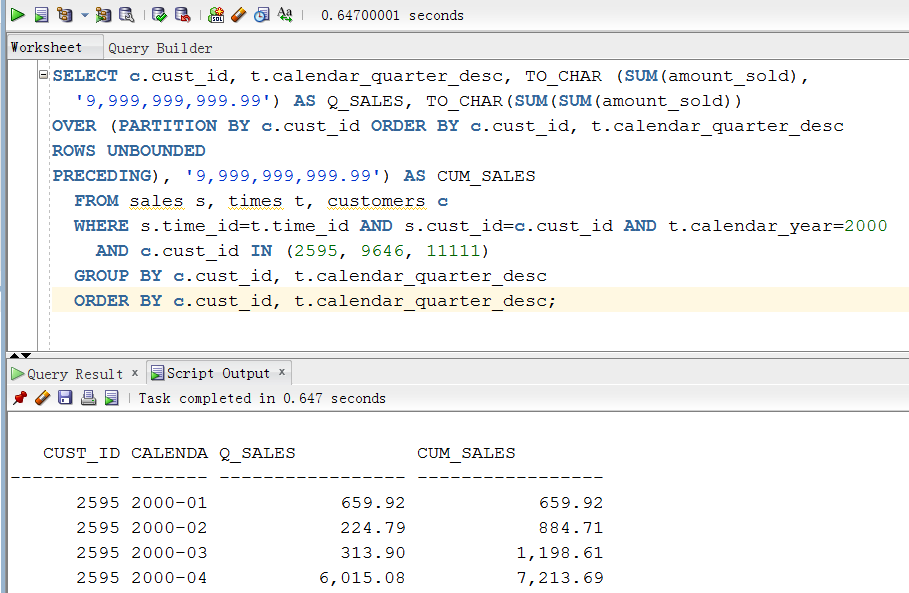 0.64700001 seconds
Worksheet Query Builder
SELECT c.cust_id, t.calendar_quarter_desc, TO_CHAR (SUM(amount_sold),
'9,999,999,999.99') AS Q_SALES, TO_CHAR(SUM(SUM(amount_sold))
OVER (PARTITION BY c.cust_id ORDER BY c.cust_id, t.calendar_quarter_desc
ROWS UNBOUNDED
PRECEDING), '9,999,999,999.99') AS CUM_SALES
FROM sales s, times t, customers c
WHERE s.time_id=t.time_id AND s.cust_id=c.cust_id AND t.calendar_year=2000
AND c.cust_id IN (2595, 9646, 11111)
GROUP BY c.cust_id, t.calendar_quarter_desc
ORDER BY c.cust_id, t.calendar_quarter_desc;
Query Result x Script Output x
Task completed in 0.647 seconds
CUST_ID CALENDA Q_SALES CUM_SALES
---------- ------- ----------------- -----------------
2595 2000-01 659.92 659.92
2595 2000-02 224.79 884.71
2595 2000-03 313.90 1,198.61
2595 2000-04 6,015.08 7,213.69